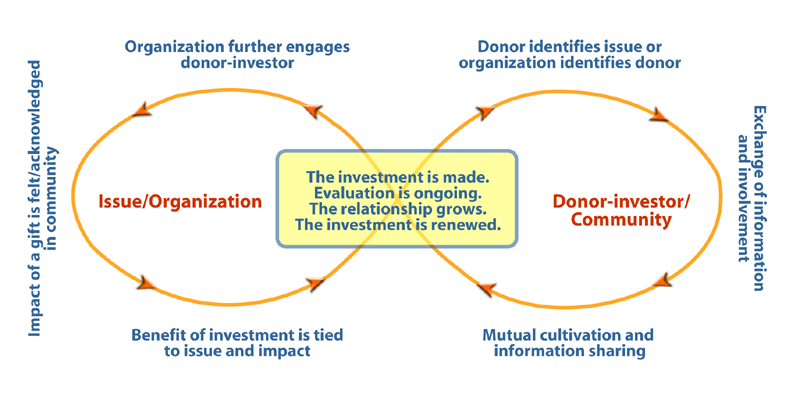 Organization further engages
donor-investor
Donor identifies issue or
organization identifies donor
Impact of a gift is felt/acknowledged
in community
Issue/Organization
The investment is made.
Evaluation is ongoing.
The relationship grows.
The investment is renewed.
Donor-investor/
Community
Exchange of information
and involvement
Benefit of investment is tied
to issue and impact
Mutual cultivation and
information sharing